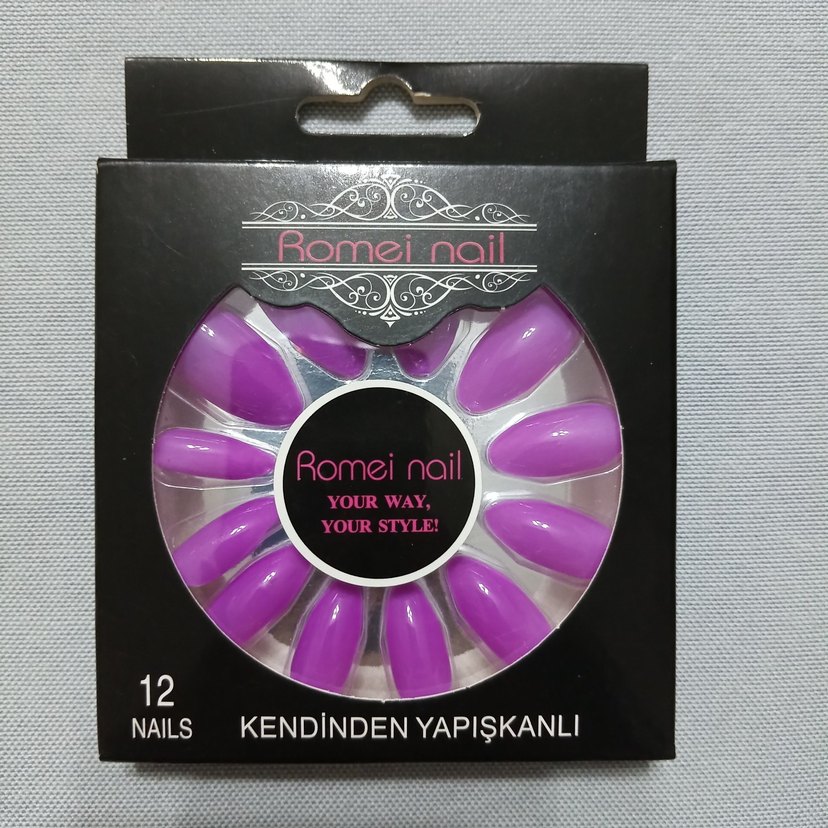 Romei nail
Romei nail
YOUR WAY,
YOUR STYLE!
12
NAILS
KENDİNDEN YAPIŞKANLI